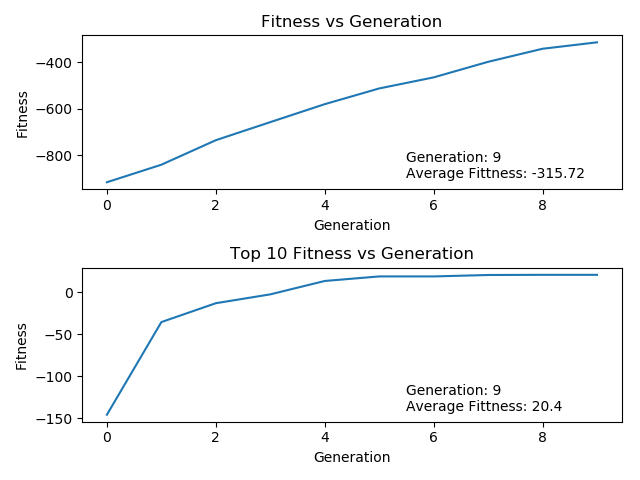 Fitness vs Generation
Fitness
−400
−600
−800
Generation: 9
Average Fittness: -315.72
0 2 4 6 8
Generation
Top 10 Fitness vs Generation
Fitness
0
−50
−100
−150
Generation: 9
Average Fittness: 20.4
0 2 4 6 8
Generation